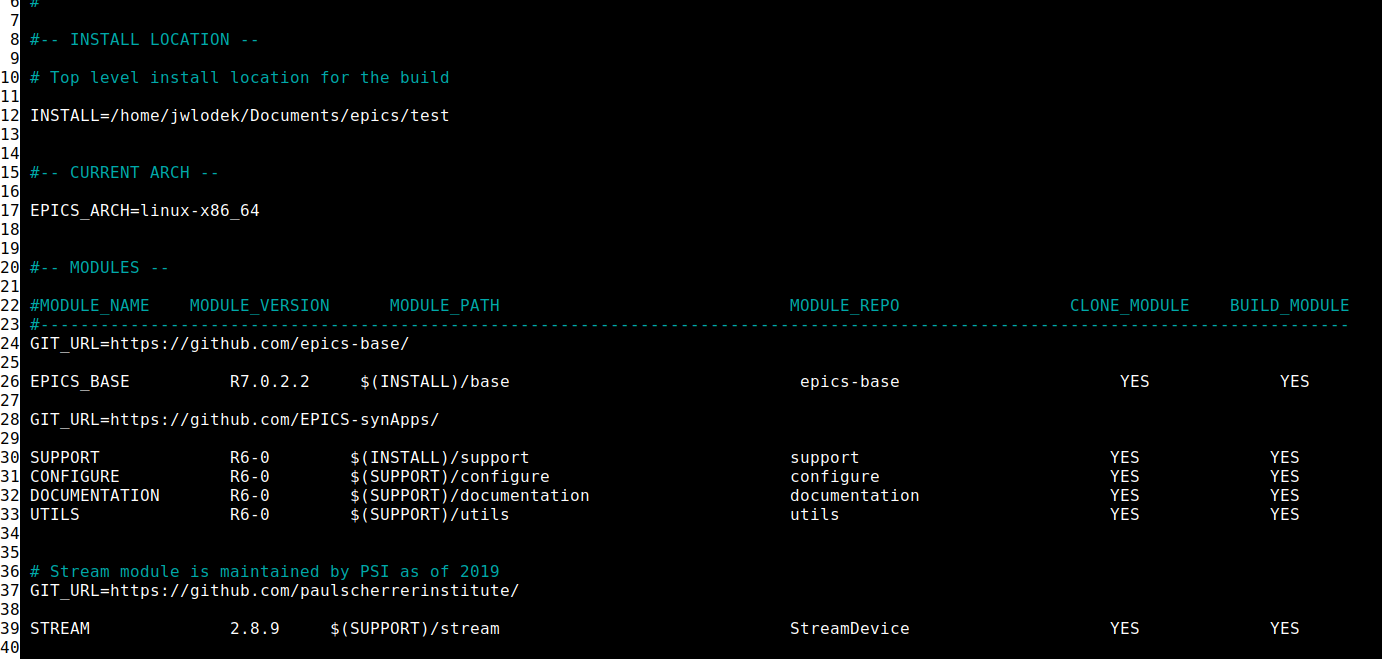 6 #
7
8 #-- INSTALL LOCATION --
9
10 # Top level install location for the build
11
12 INSTALL=/home/jwlodek/Documents/epics/test
13
14
15 #-- CURRENT ARCH --
16
17 EPICS_ARCH=linux-x86_64
18
19
20 #-- MODULES --
21
22 #MODULE_NAME    MODULE_VERSION      MODULE_PATH                             MODULE_REPO                 CLONE_MODULE    BUILD_MODULE
23 #-----------------------------------------------------------------------------------------------------------------------------------
24 GIT_URL=https://github.com/epics-base/
25
26 EPICS_BASE          R7.0.2.2     $(INSTALL)/base                             epics-base                      YES             YES
27
28 GIT_URL=https://github.com/EPICS-synApps/
29
30 SUPPORT             R6-0        $(INSTALL)/support                          support                         YES             YES
31 CONFIGURE           R6-0        $(SUPPORT)/configure                        configure                       YES             YES
32 DOCUMENTATION       R6-0        $(SUPPORT)/documentation                    documentation                   YES             YES
33 UTILS               R6-0        $(SUPPORT)/utils                            utils                           YES             YES
34
35
36 # Stream module is maintained by PSI as of 2019
37 GIT_URL=https://github.com/paulscherrerinstitute/
38
39 STREAM              2.8.9     $(SUPPORT)/stream                             StreamDevice                    YES             YES
40